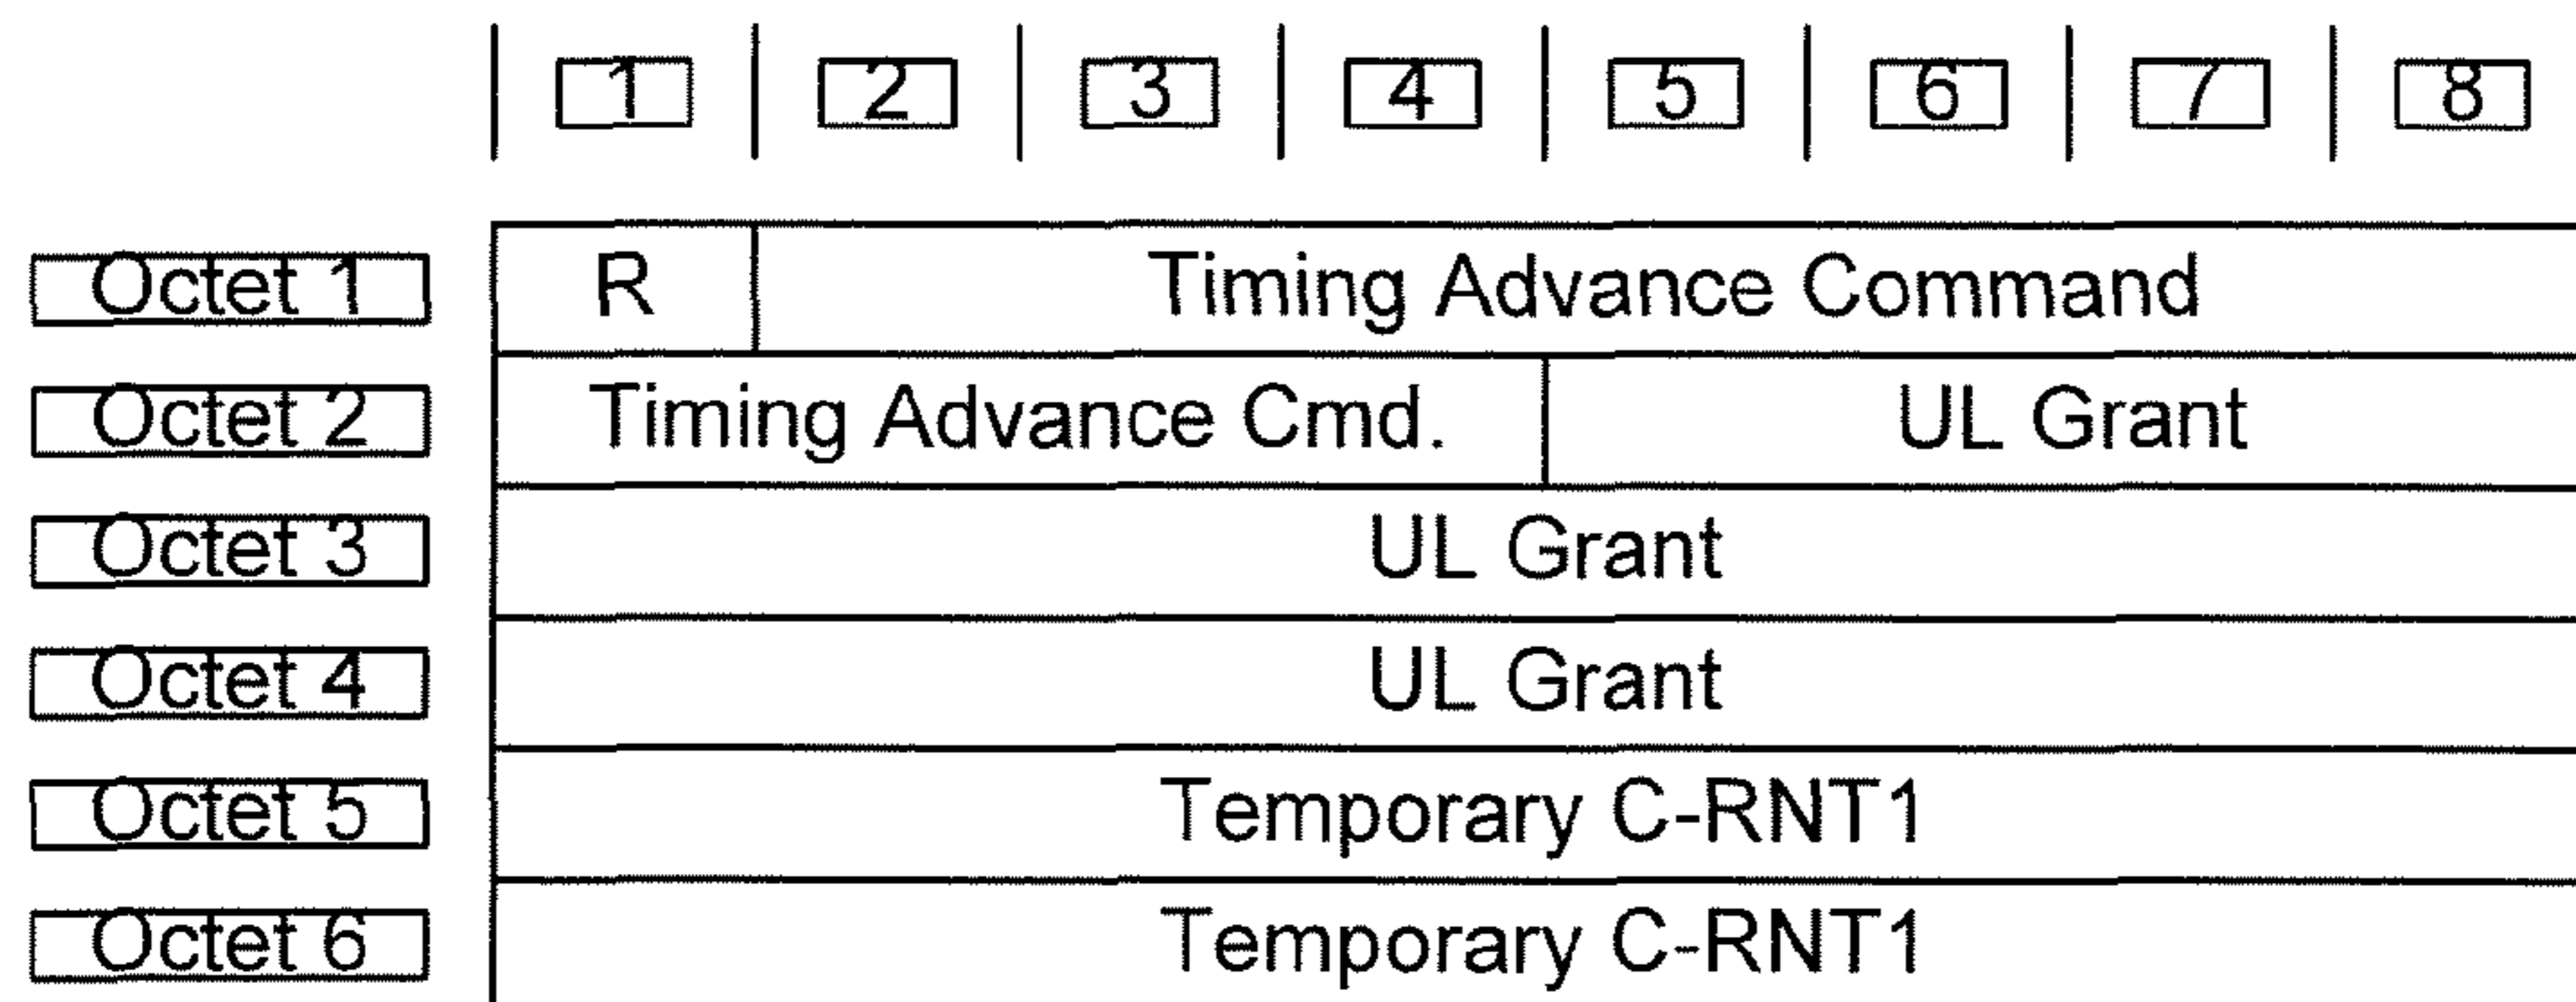 1 2 3 4 5 6 7 8
Octet 1 R Timing Advance Command
Octet 2 Timing Advance Cmd. UL Grant
Octet 3 UL Grant
Octet 4 UL Grant
Octet 5 Temporary C-RNT1
Octet 6 Temporary C-RNT1